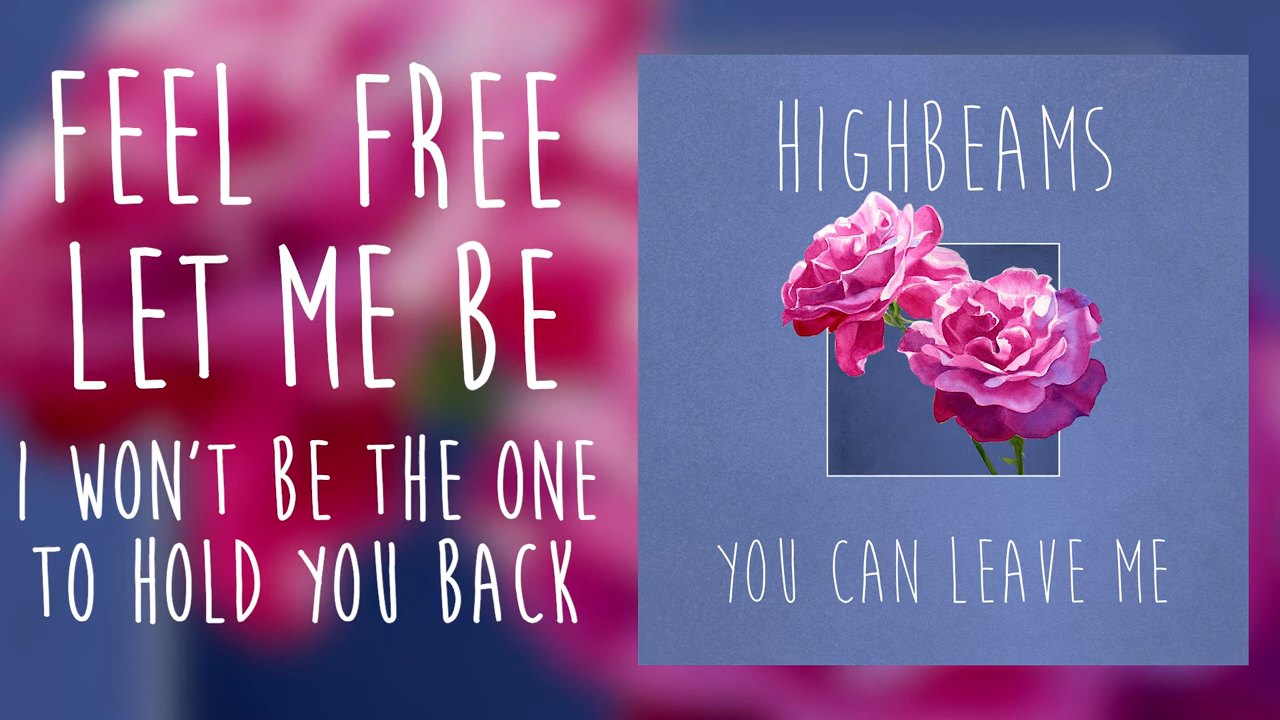 FEEL FREE
LET ME BE
I WON'T BE THE ONE
TO HOLD YOU BACK
HIGHBEAMS
YOU CAN LEAVE ME